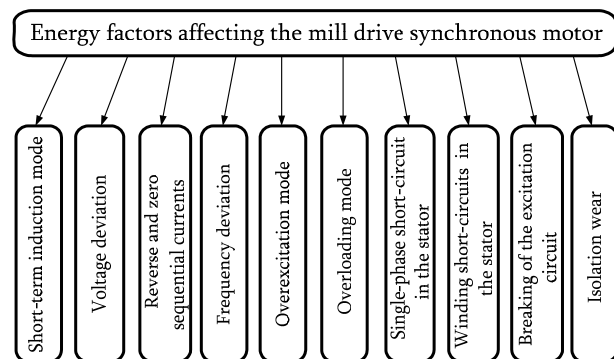 Energy factors affecting the mill drive synchronous motor
Short-term induction mode
Voltage deviation
Reverse and zero
sequential currents
Frequency deviation
Overexcitation mode
Overloading mode
Single-phase short-circuit
in the stator
Winding short-circuits in
the stator
Breaking of the excitation
circuit
Isolation wear